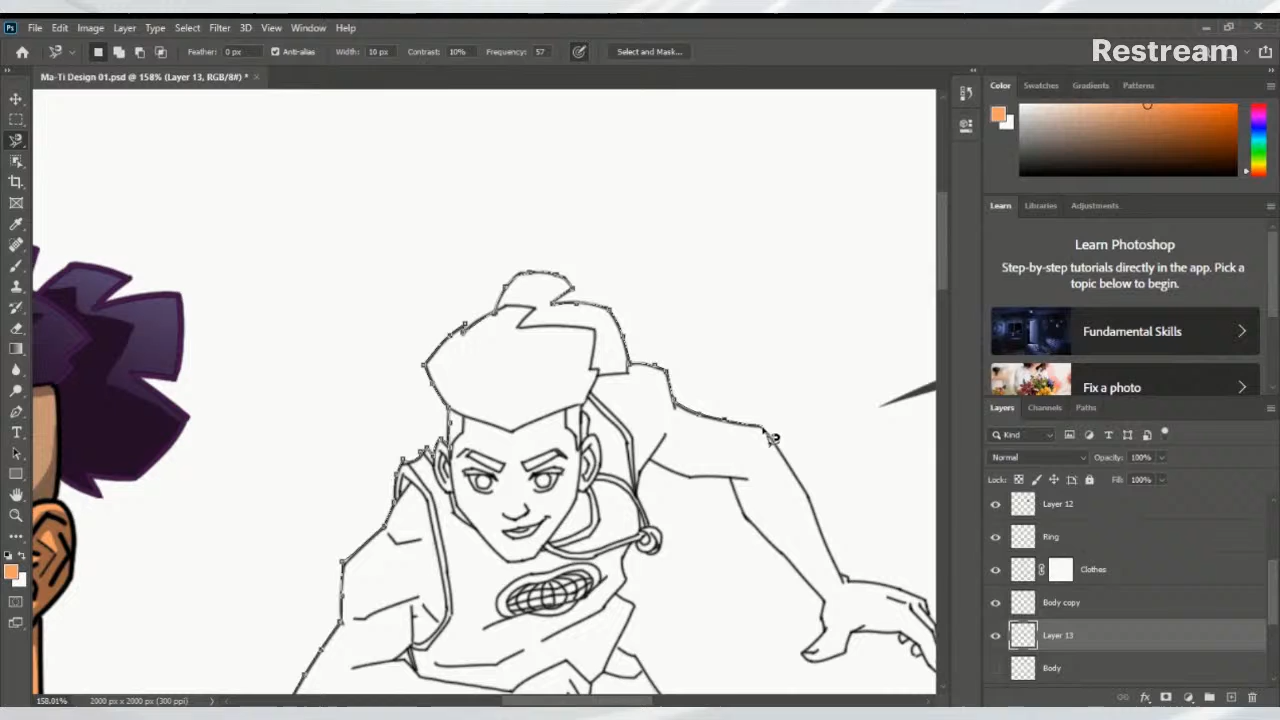 Ps File Edit Image Layer Type Select Filter 3D View Window Help
Feather: 0 px Anti-alias Width: 10 px Contrast: 10% Frequency: 57 Select and Mask...
Restream
Ma-Ti Design 01.psd @ 158% (Layer 13, RGB/8#) *
Color Swatches Gradients Patterns
Learn Libraries Adjustments
Learn Photoshop
Step-by-step tutorials directly in the app. Pick a
topic below to begin.
Fundamental Skills
Fix a photo
Layers Channels Paths
Kind
Normal Opacity: 100%
Lock: Fill: 100%
Layer 12
Ring
Clothes
Body copy
Layer 13
Body
158.01% 2000 px x 2000 px (300 ppi)